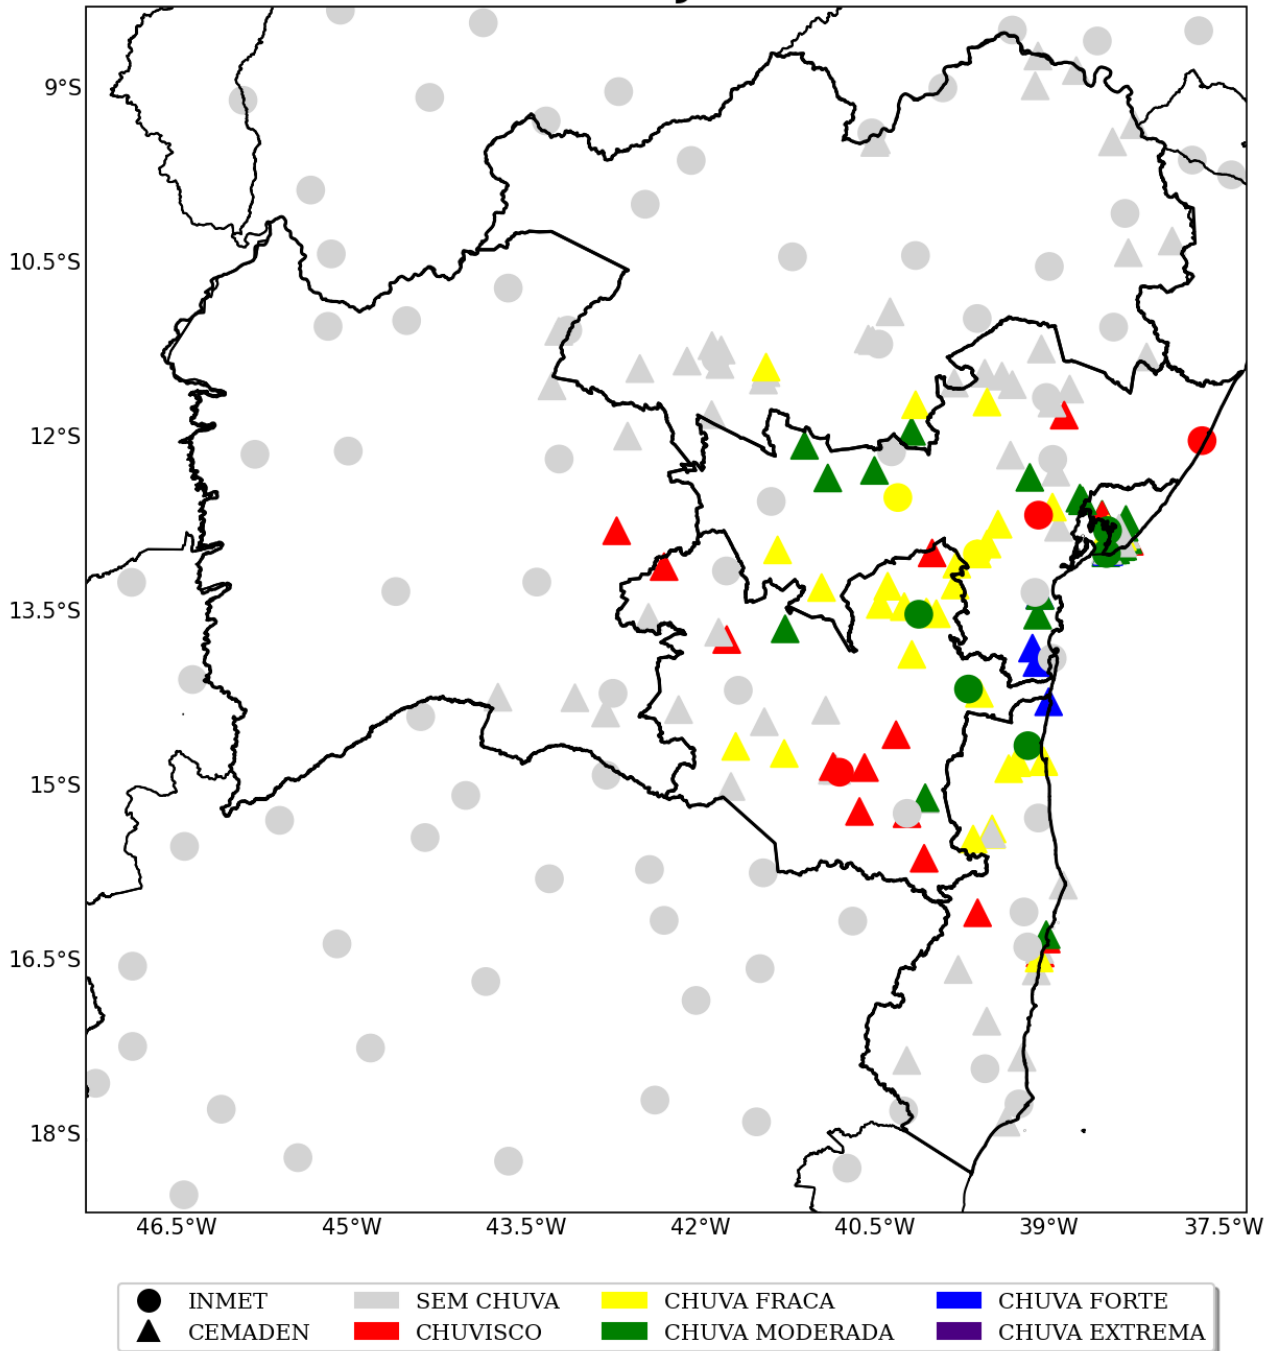 9°S
10.5°S
12°S
13.5°S
15°S
16.5°S
18°S
46.5°W 45°W 43.5°W 42°W 40.5°W 39°W 37.5°W
INMET SEM CHUVA CHUVA FRACA CHUVA FORTE
CEMADEN CHUVISCO CHUVA MODERADA CHUVA EXTREMA